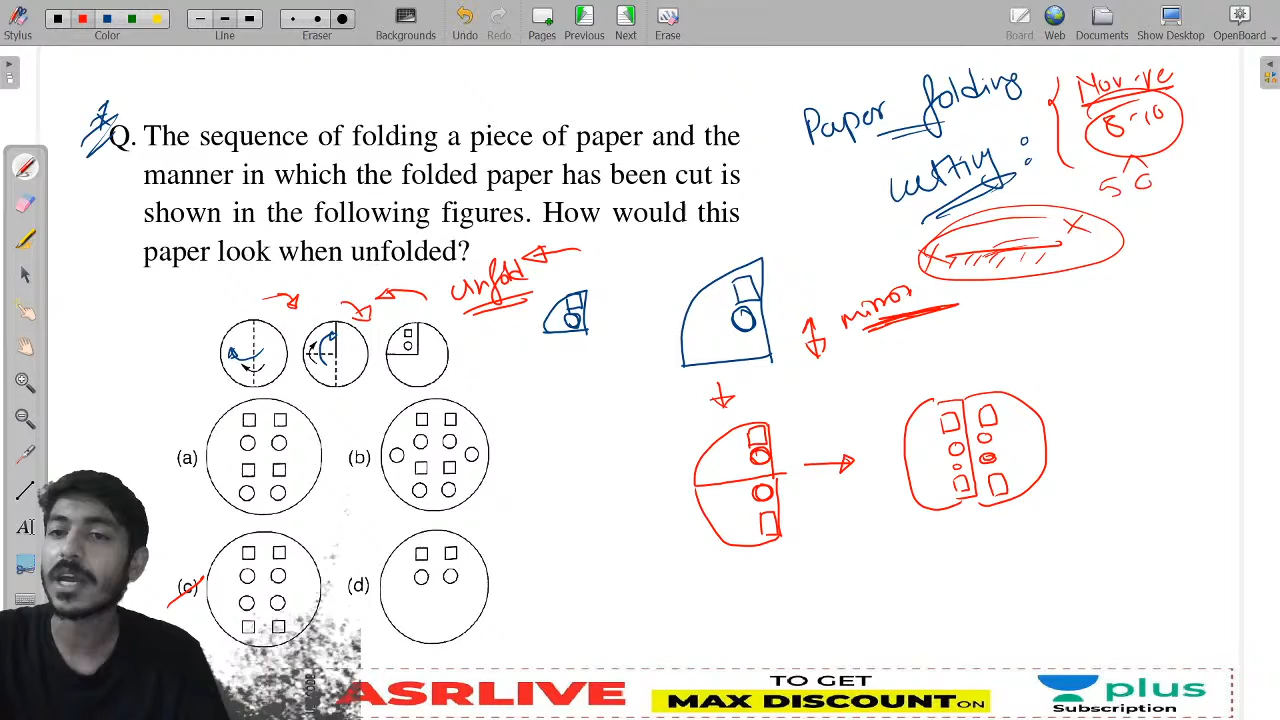 Stylus
Color
Line
Eraser
Backgrounds
Undo
Redo
Pages
Previous
Next
Erase
Board
Web
Documents
Show Desktop
OpenBoard
Q. The sequence of folding a piece of paper and the
manner in which the folded paper has been cut is
shown in the following figures. How would this
paper look when unfolded?
Paper folding
cutting :
Non-ve
8-10
unfold
mirror
(a)
(b)
(c)
(d)
ASRLIVE
TO GET
MAX DISCOUNT ON
plus
Subscription